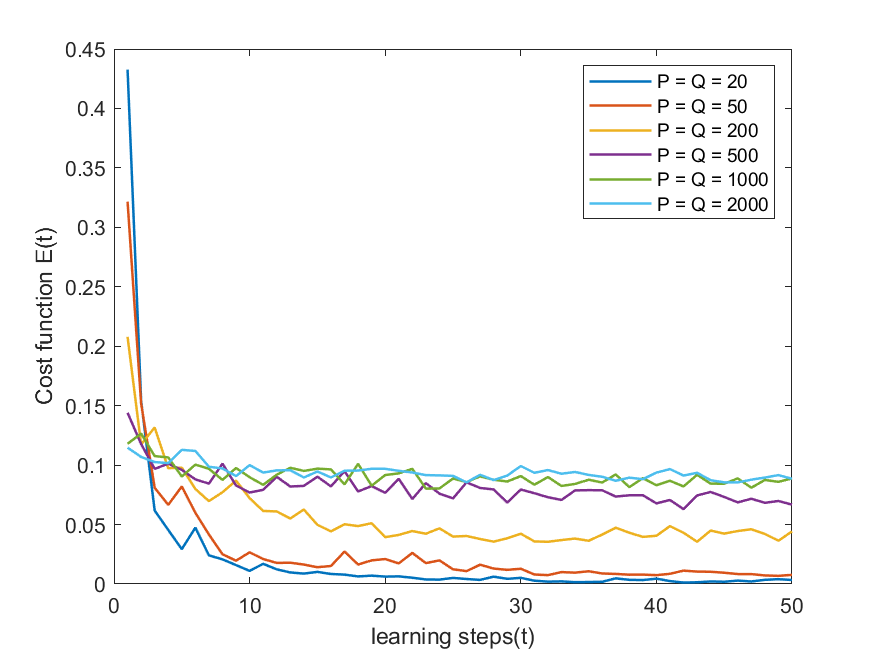 0.45
0.4
0.35
0.3
0.25
0.2
0.15
0.1
0.05
0
Cost function E(t)
P = Q = 20
P = Q = 50
P = Q = 200
P = Q = 500
P = Q = 1000
P = Q = 2000
0 10 20 30 40 50
learning steps(t)